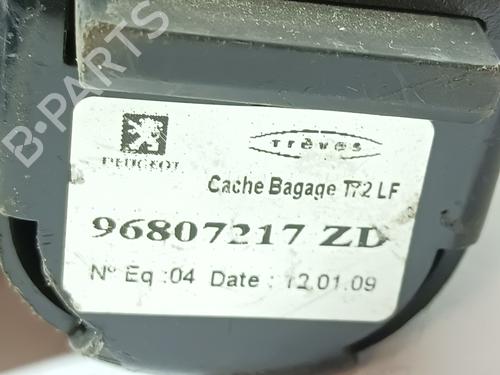 B-PARTS
PEUGEOT
Trèves
Cache Bagage T72 LF
96807217 ZD
N° Eq :04 Date : 12.01.09